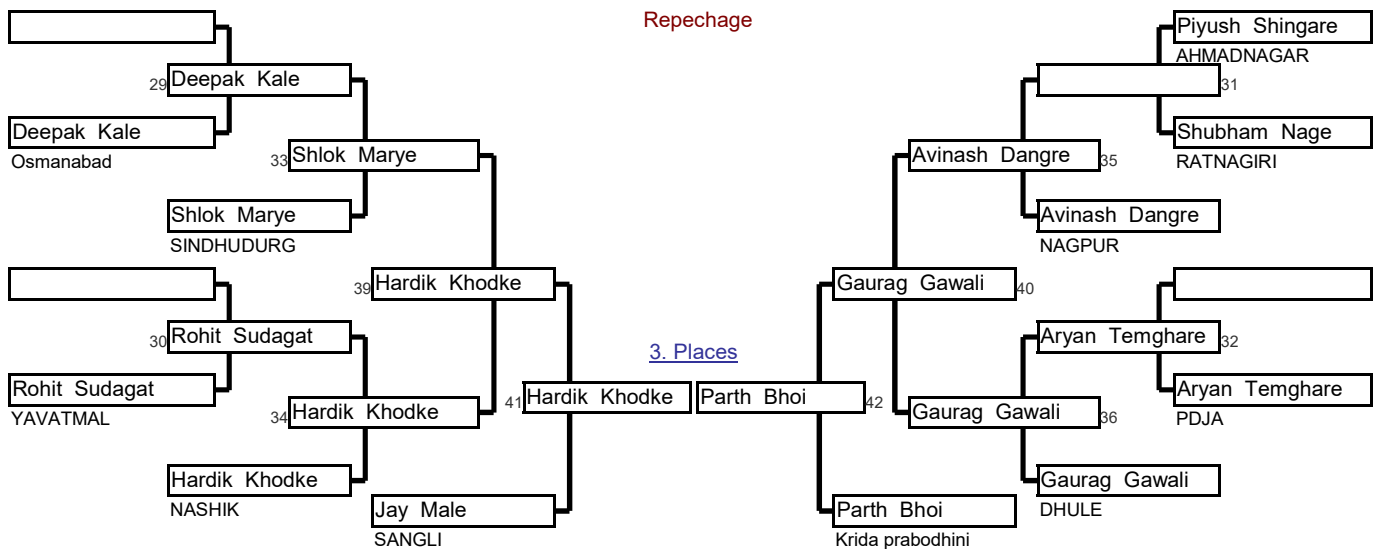 Repechage
Piyush Shingare
AHMADNAGAR
29 Deepak Kale
31
Deepak Kale
Osmanabad
Shubham Nage
RATNAGIRI
33 Shlok Marye
Avinash Dangre 35
Shlok Marye
SINDHUDURG
Avinash Dangre
NAGPUR
39 Hardik Khodke
Gaurag Gawali 40
30 Rohit Sudagat
Aryan Temghare 32
3. Places
Rohit Sudagat
YAVATMAL
41 Hardik Khodke
Parth Bhoi 42
Aryan Temghare
PDJA
34 Hardik Khodke
Gaurag Gawali 36
Hardik Khodke
NASHIK
Gaurag Gawali
DHULE
Jay Male
SANGLI
Parth Bhoi
Krida prabodhini